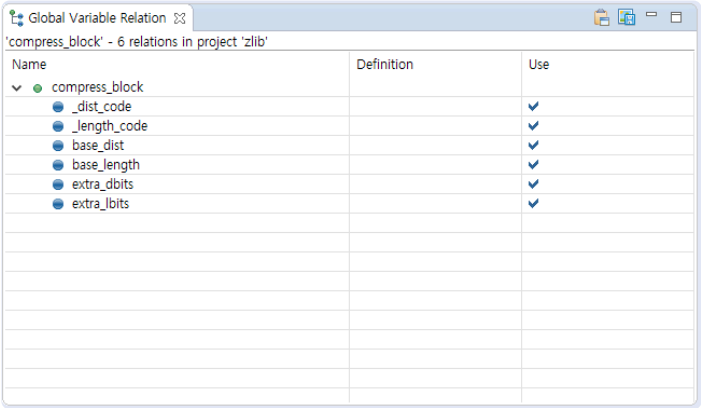 Global Variable Relation
'compress_block' - 6 relations in project 'zlib'
Name Definition Use
compress_block
_dist_code
_length_code
base_dist
base_length
extra_dbits
extra_lbits